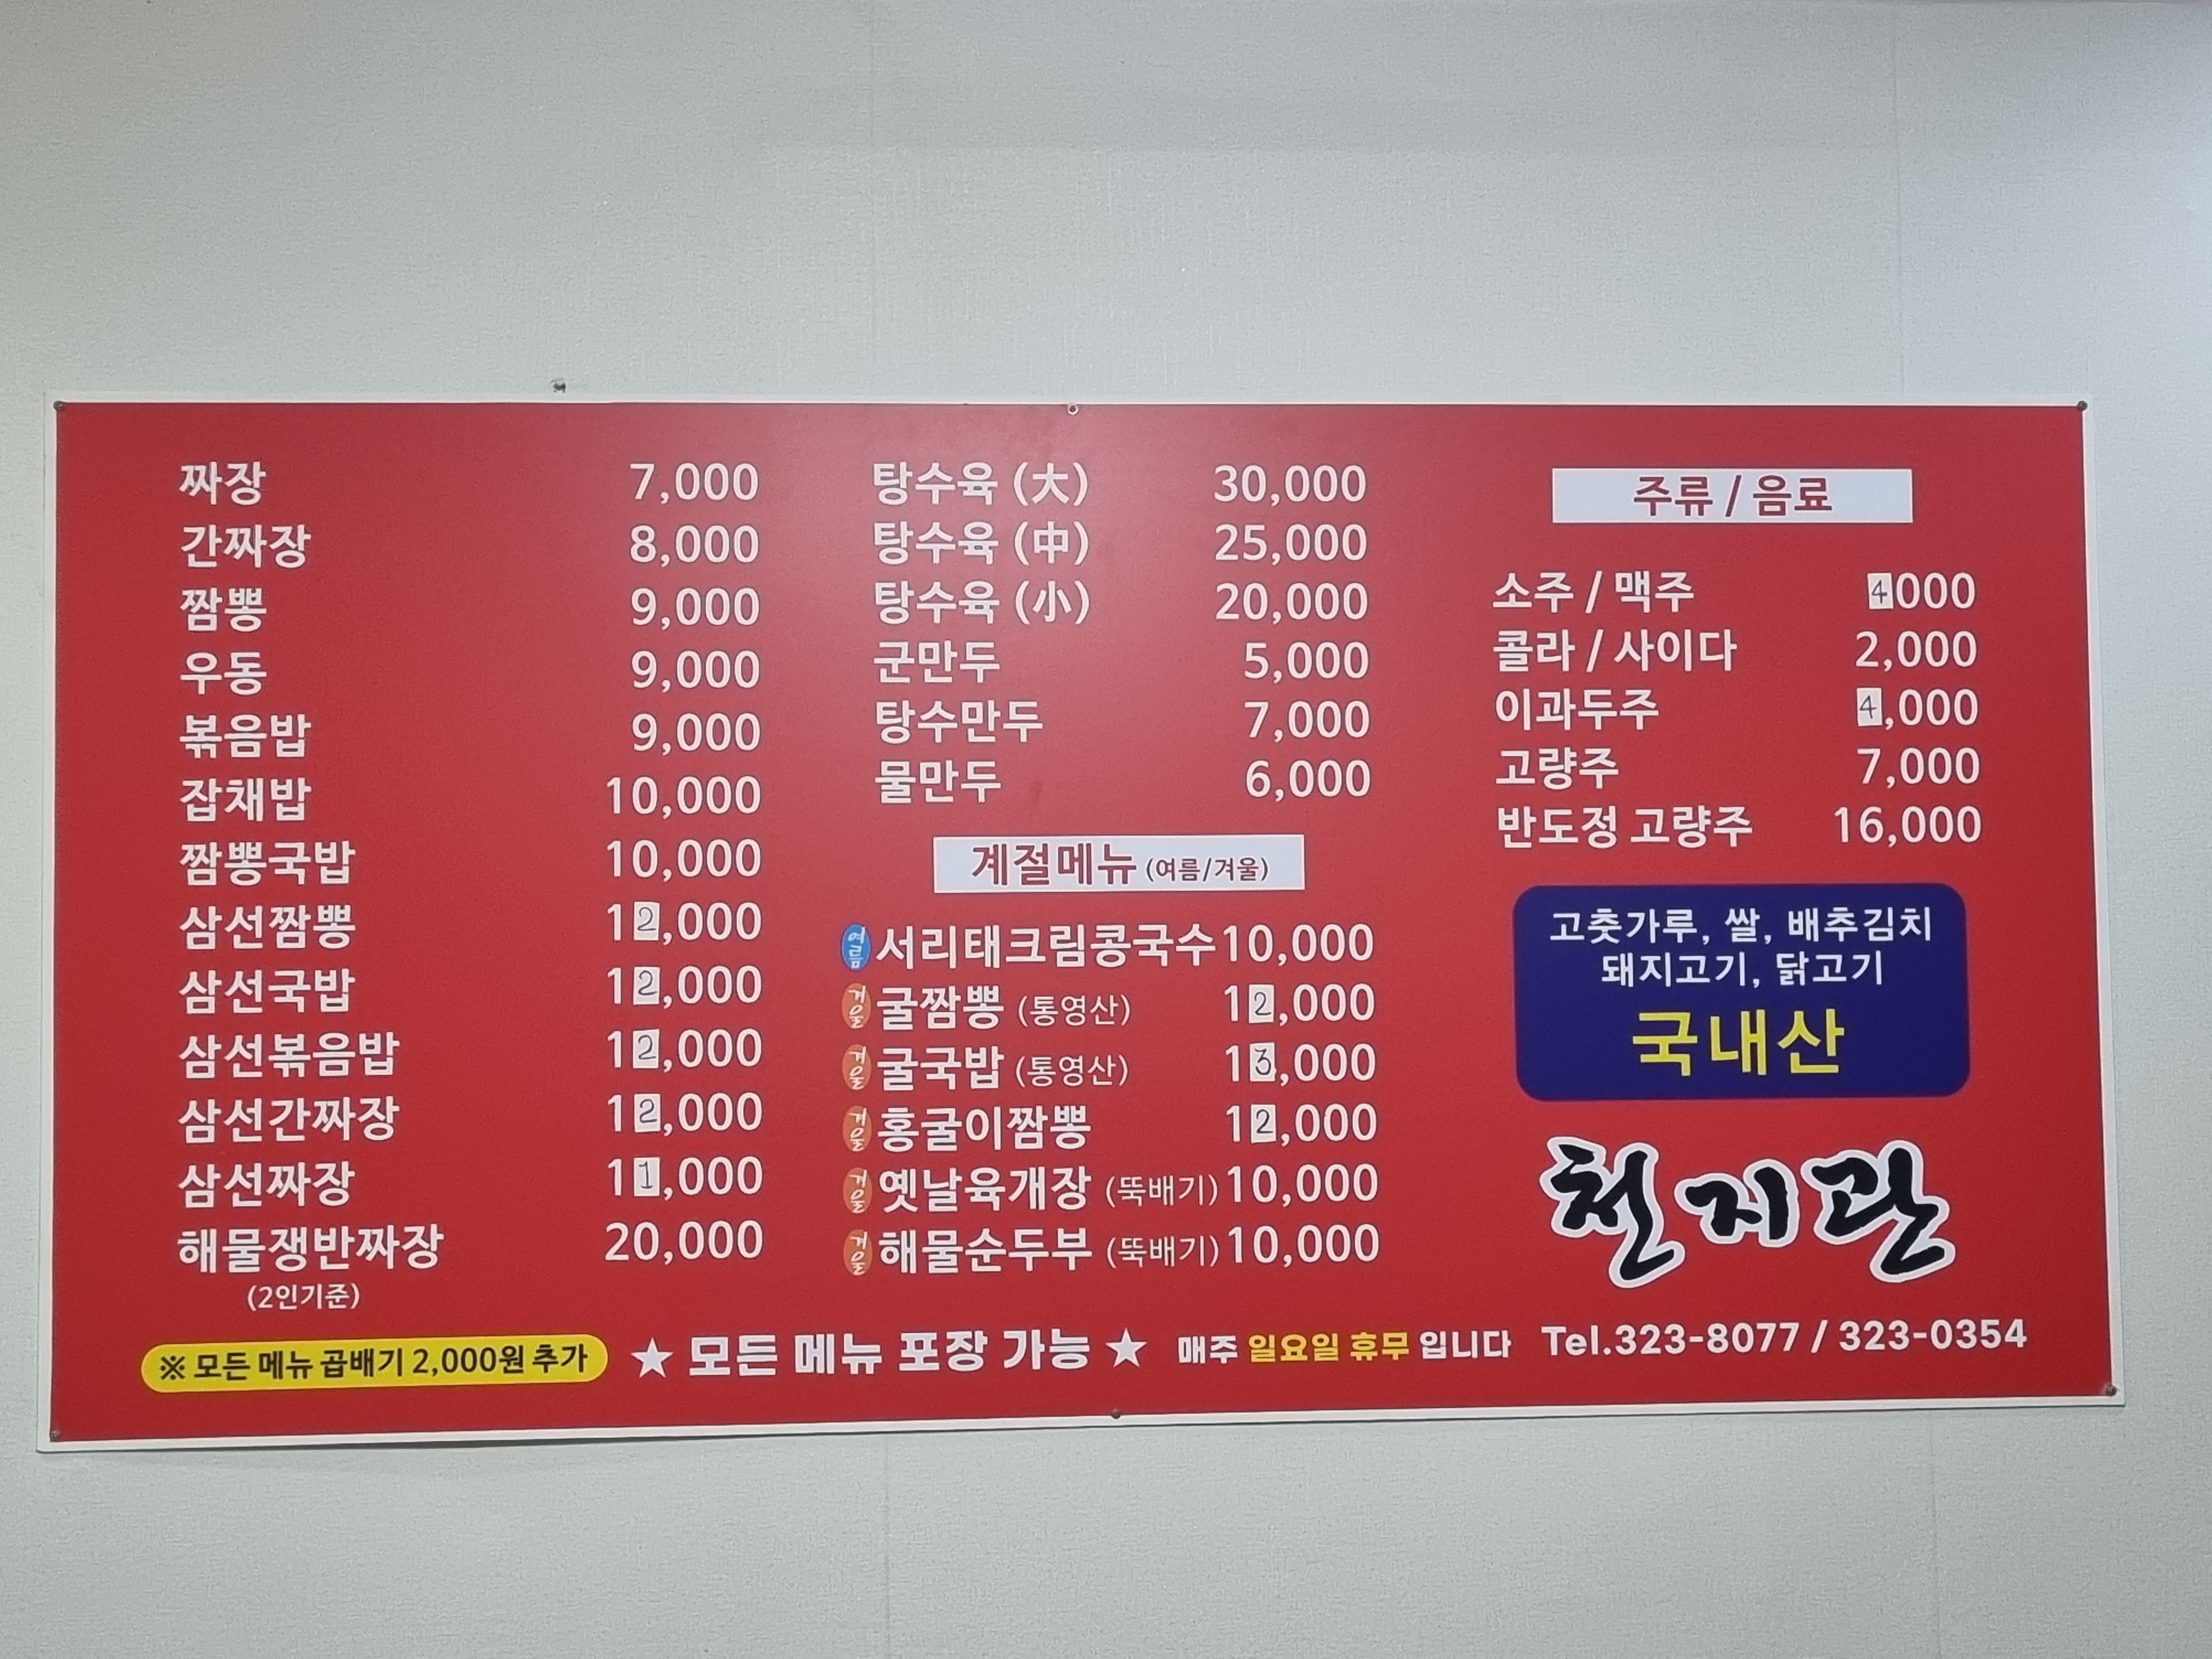 짜장 7,000
간짜장 8,000
짬뽕 9,000
우동 9,000
볶음밥 9,000
잡채밥 10,000
짬뽕국밥 10,000
삼선짬뽕 12,000
삼선국밥 12,000
삼선볶음밥 12,000
삼선간짜장 12,000
삼선짜장 11,000
해물쟁반짜장 20,000
(2인기준)
탕수육 (大) 30,000
탕수육 (中) 25,000
탕수육 (小) 20,000
군만두 5,000
탕수만두 7,000
물만두 6,000
계절메뉴 (여름/겨울)
여름 서리태크림콩국수 10,000
겨울 굴짬뽕 (통영산) 12,000
겨울 굴국밥 (통영산) 13,000
겨울 홍굴이짬뽕 12,000
겨울 옛날육개장 (뚝배기) 10,000
겨울 해물순두부 (뚝배기) 10,000
주류 / 음료
소주 / 맥주 4000
콜라 / 사이다 2,000
이과두주 4,000
고량주 7,000
반도정 고량주 16,000
고춧가루, 쌀, 배추김치
돼지고기, 닭고기
국내산
천지관
※ 모든 메뉴 곱배기 2,000원 추가 ★ 모든 메뉴 포장 가능 ★ 매주 일요일 휴무 입니다 Tel.323-8077 / 323-0354